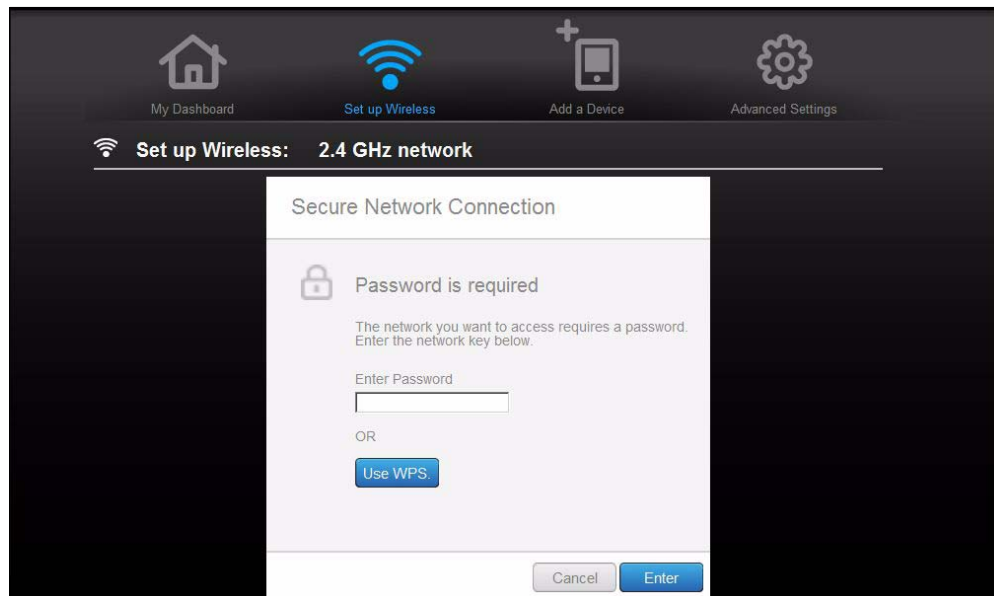 My Dashboard
Set up Wireless
Add a Device
Advanced Settings
Set up Wireless: 2.4 GHz network
Secure Network Connection
Password is required
The network you want to access requires a password.
Enter the network key below.
Enter Password
OR
Use WPS.
Cancel
Enter